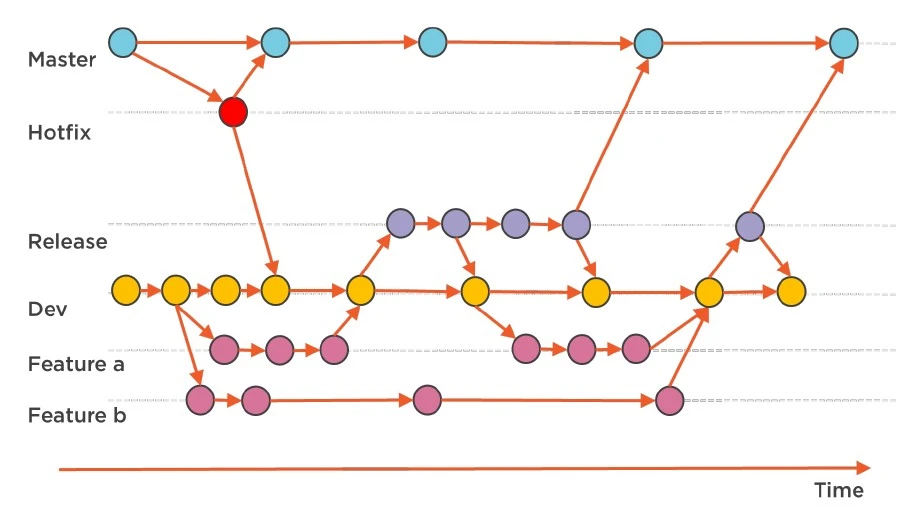 Master
Hotfix
Release
Dev
Feature a
Feature b
Time